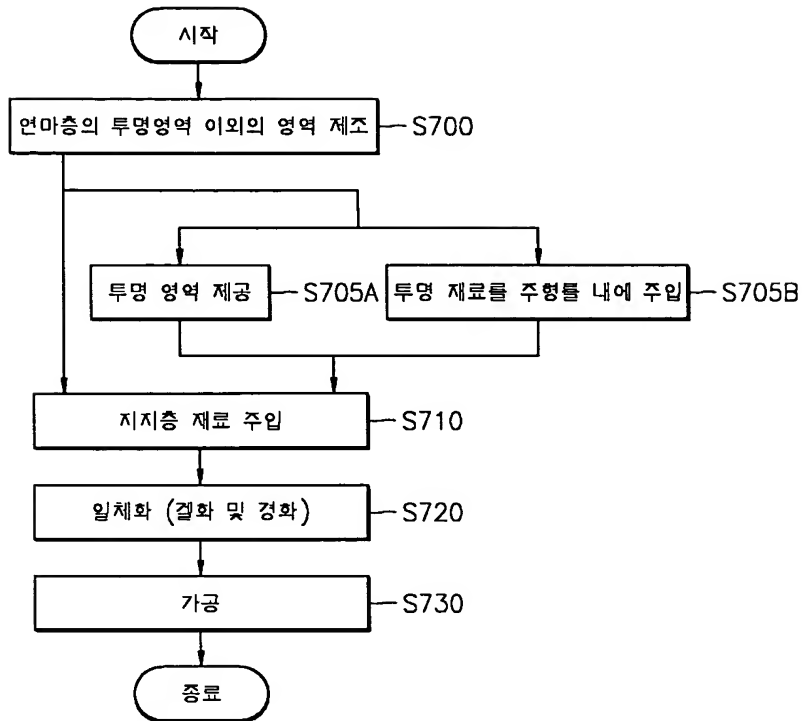 시작
연마층의 투명영역 이외의 영역 제조
S700
투명 영역 제공
S705A
투명 재료를 주형틀 내에 주입
S705B
지지층 재료 주입
S710
일체화 (겔화 및 경화)
S720
가공
S730
종료